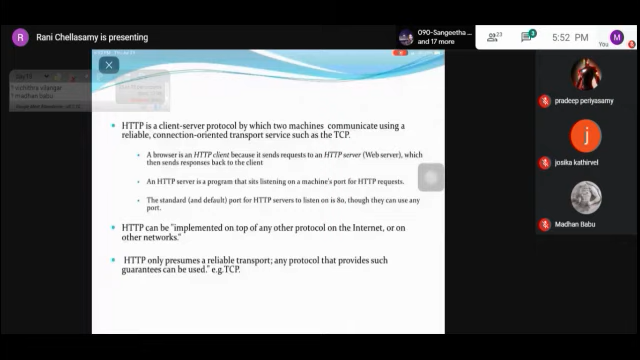 R Rani Chellasamy is presenting
090-Sangeetha ...
and 17 more
23
5:52 PM
M
You
HTTP is a client-server protocol by which two machines communicate using a
reliable, connection-oriented transport service such as the TCP.
A browser is an HTTP client because it sends requests to an HTTP server (Web server), which
then sends responses back to the client
An HTTP server is a program that sits listening on a machine's port for HTTP requests.
The standard (and default) port for HTTP servers to listen on is 80, though they can use any
port.
HTTP can be "implemented on top of any other protocol on the Internet, or on
other networks."
HTTP only presumes a reliable transport; any protocol that provides such
guarantees can be used." e.g.TCP.
pradeep periyasamy
j
josika kathirvel
Madhan Babu